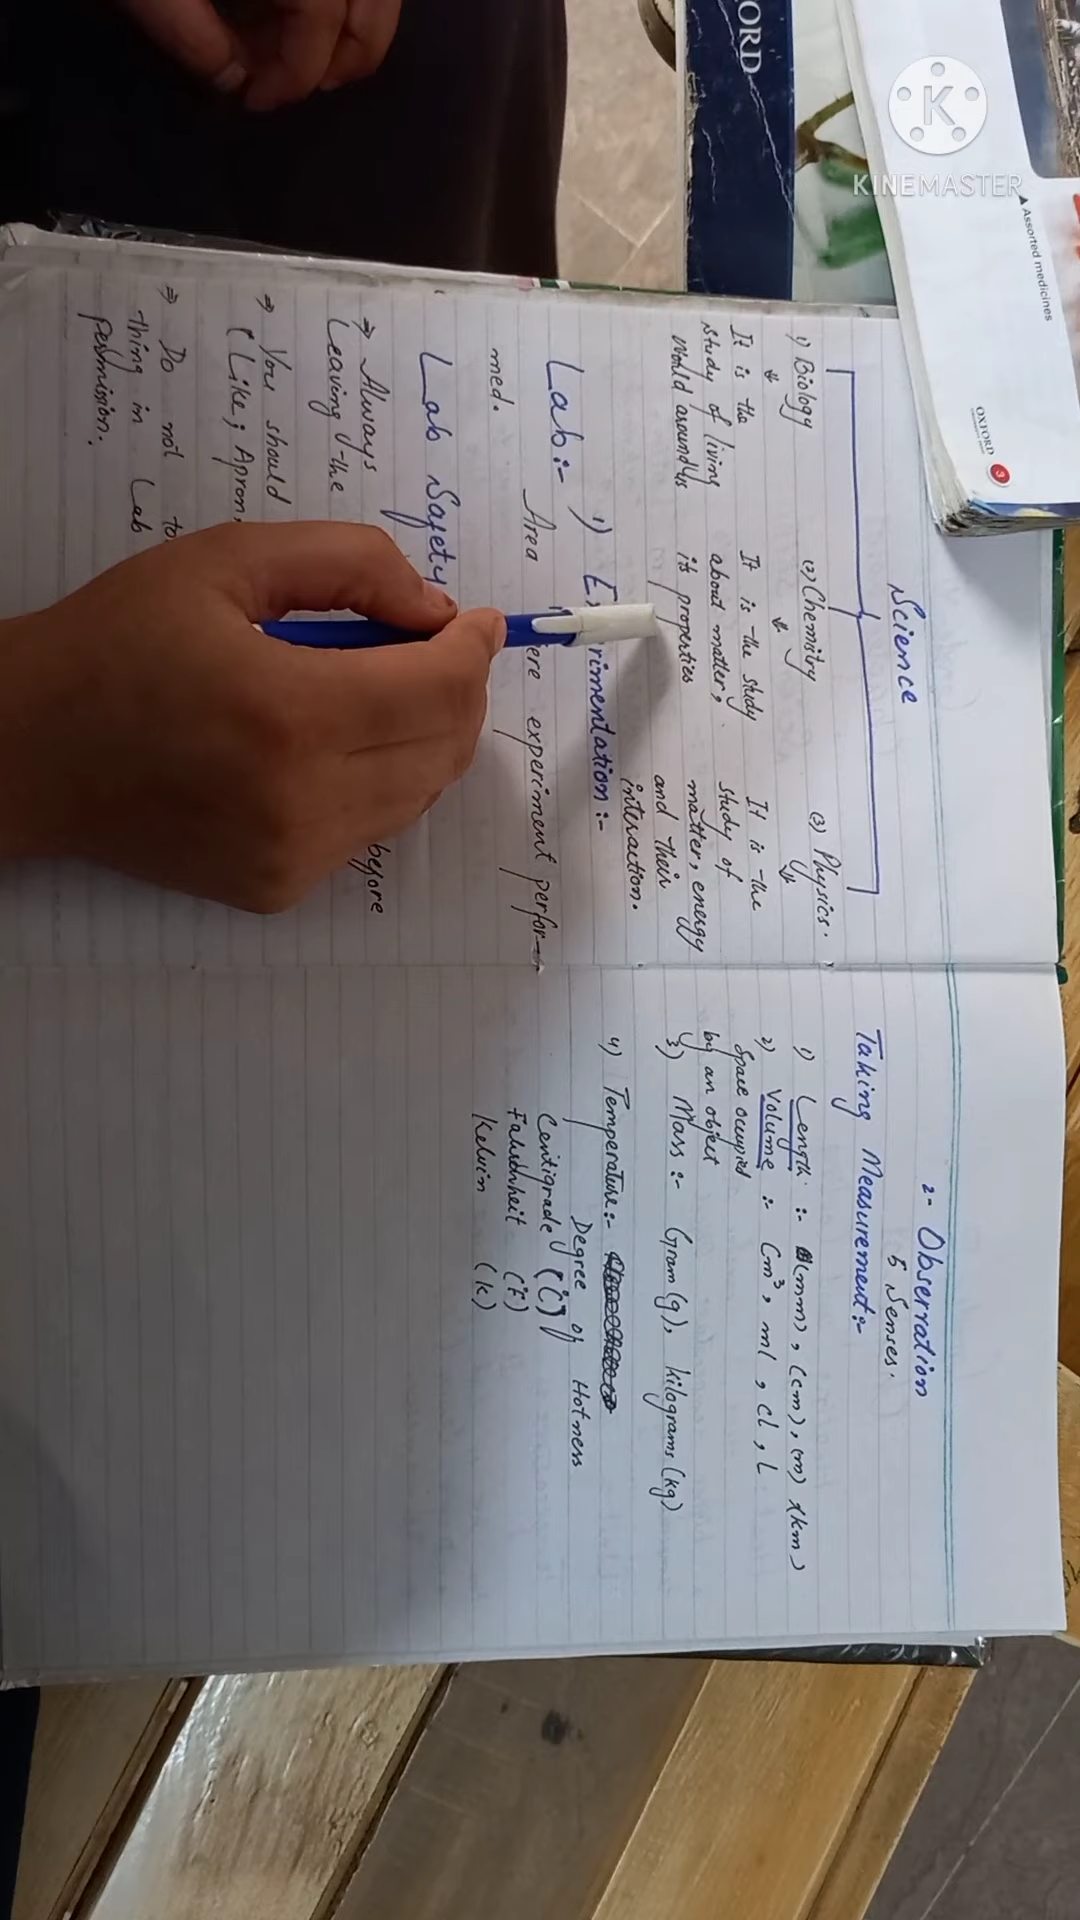 Science
1) Biology
It is the
study of living
World around us
(2) Chemistry
It is the study
about matter,
its properties
(3) Physics.
It is the
study of
matter, energy
and their
interaction.
1) E rimentation :-
Lab:-
Area ere experiment perfor-
med.
Lab Safety
⇒ Always before
Leaving the
⇒ You should
(Like; Apron,
⇒ Do not to
thing in Lab
permission.
2- Observation
5 Senses.
Taking Measurement:-
1) Length :- (mm), (cm), (m) (km)
2) Volume :- Cm³, ml, cl, L
Space occupied
by an object
3) Mass :- Gram (g), kilograms (kg)
4) Temperature:-
Degree of Hotness
Centigrade (°C)
(°F)
Kelvin (K)
ORD
▲ Assorted medicines
OXFORD
3
K
KINEMASTER